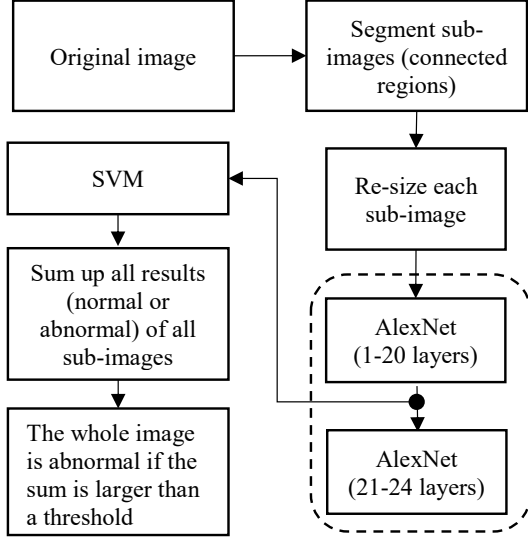 Original image
Segment sub-
images (connected
regions)
Re-size each
sub-image
AlexNet
(1-20 layers)
AlexNet
(21-24 layers)
SVM
Sum up all results
(normal or
abnormal) of all
sub-images
The whole image
is abnormal if the
sum is larger than
a threshold